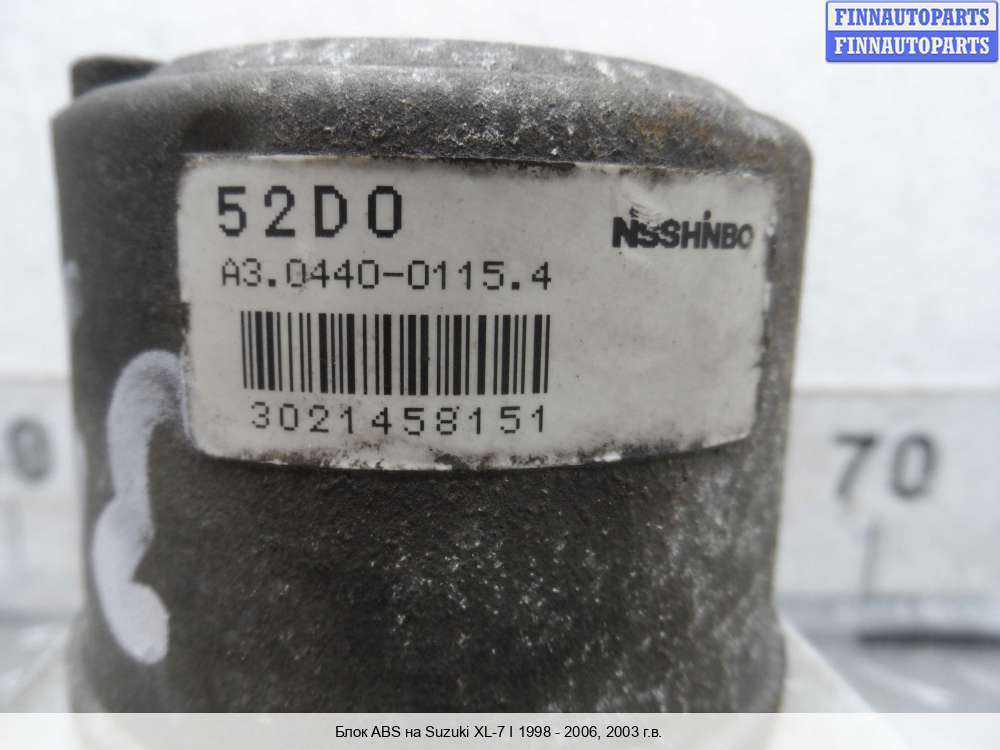 FINNAUTOPARTS
FINNAUTOPARTS
52D0
NISSHINBO
A3.0440-0115.4
3021458151
70
Блок ABS на Suzuki XL-7 I 1998 - 2006, 2003 г.в.